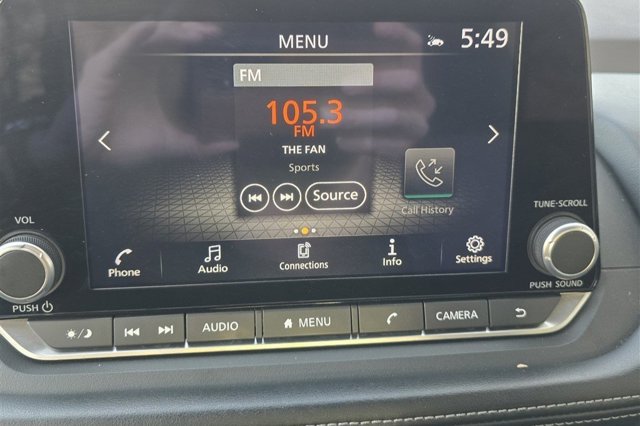 MENU 5:49
FM
105.3
FM
THE FAN
Sports
Source
Call History
VOL
TUNE-SCROLL
Phone Audio Connections Info Settings
PUSH
PUSH SOUND
AUDIO MENU CAMERA